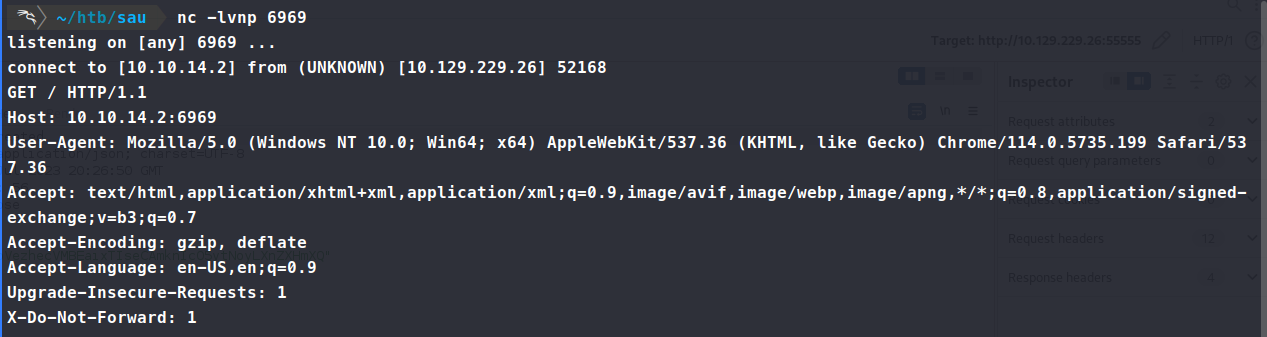 ~/htb/sau nc -lvnp 6969
listening on [any] 6969 ...
connect to [10.10.14.2] from (UNKNOWN) [10.129.229.26] 52168
GET / HTTP/1.1
Host: 10.10.14.2:6969
User-Agent: Mozilla/5.0 (Windows NT 10.0; Win64; x64) AppleWebKit/537.36 (KHTML, like Gecko) Chrome/114.0.5735.199 Safari/53
7.36
Accept: text/html,application/xhtml+xml,application/xml;q=0.9,image/avif,image/webp,image/apng,*/*;q=0.8,application/signed-
exchange;v=b3;q=0.7
Accept-Encoding: gzip, deflate
Accept-Language: en-US,en;q=0.9
Upgrade-Insecure-Requests: 1
X-Do-Not-Forward: 1
Target: http://10.129.229.26:55555 HTTP/1
Inspector
Request attributes 2
Request query parameters 0
Request headers 12
Response headers 4